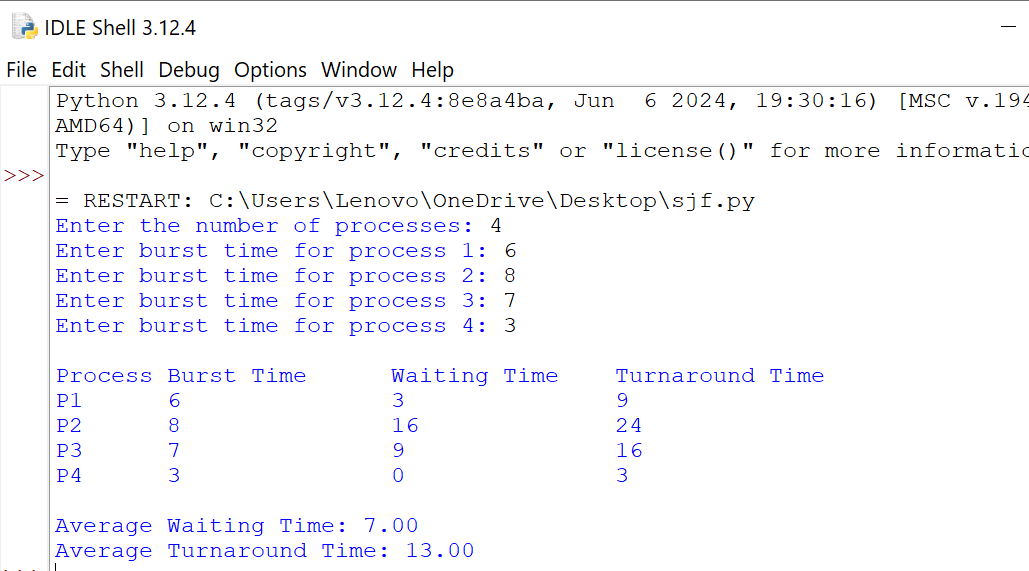 IDLE Shell 3.12.4
File Edit Shell Debug Options Window Help
Python 3.12.4 (tags/v3.12.4:8e8a4ba, Jun  6 2024, 19:30:16) [MSC v.194
AMD64)] on win32
Type "help", "copyright", "credits" or "license()" for more informatio
>>>
= RESTART: C:\Users\Lenovo\OneDrive\Desktop\sjf.py
Enter the number of processes: 4
Enter burst time for process 1: 6
Enter burst time for process 2: 8
Enter burst time for process 3: 7
Enter burst time for process 4: 3
Process Burst Time      Waiting Time    Turnaround Time
P1      6               3               9
P2      8               16              24
P3      7               9               16
P4      3               0               3
Average Waiting Time: 7.00
Average Turnaround Time: 13.00